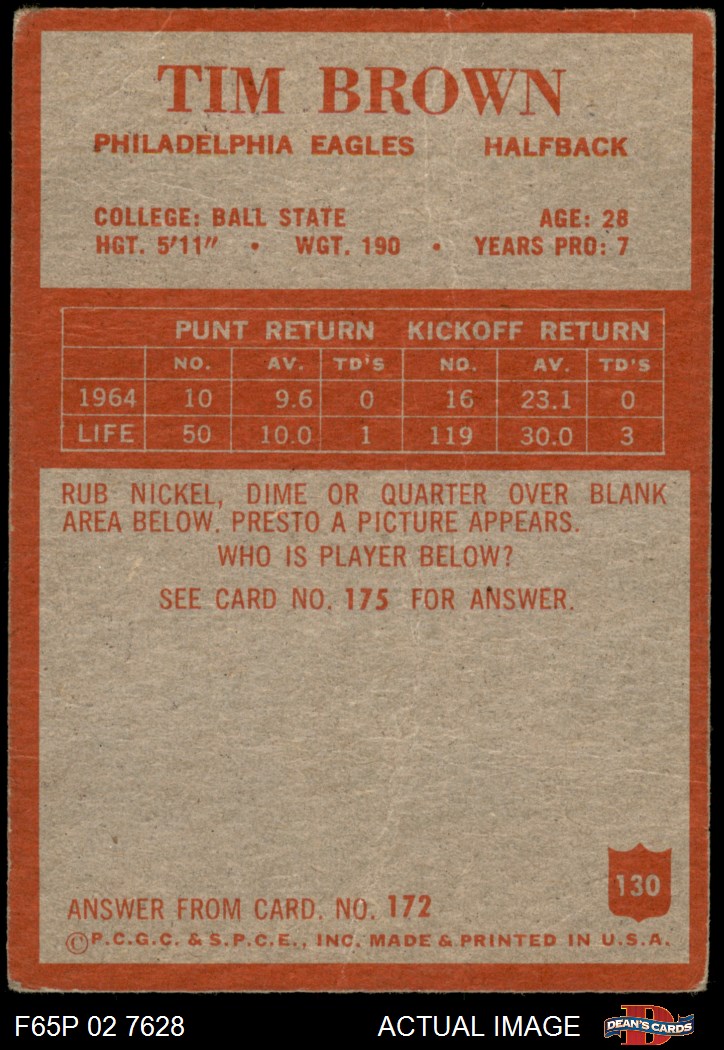 TIM BROWN
PHILADELPHIA EAGLES HALFBACK
COLLEGE: BALL STATE AGE: 28
HGT. 5'11" • WGT. 190 • YEARS PRO: 7
PUNT RETURN KICKOFF RETURN
NO. AV. TD'S NO. AV. TD'S
1964 10 9.6 0 16 23.1 0
LIFE 50 10.0 1 119 30.0 3
RUB NICKEL, DIME OR QUARTER OVER BLANK
AREA BELOW. PRESTO A PICTURE APPEARS.
WHO IS PLAYER BELOW?
SEE CARD NO. 175 FOR ANSWER.
130
ANSWER FROM CARD. NO. 172
©P.C.G.C. & S.P.C.E., INC. MADE & PRINTED IN U.S.A.
F65P 02 7628 ACTUAL IMAGE D DEAN'S CARDS